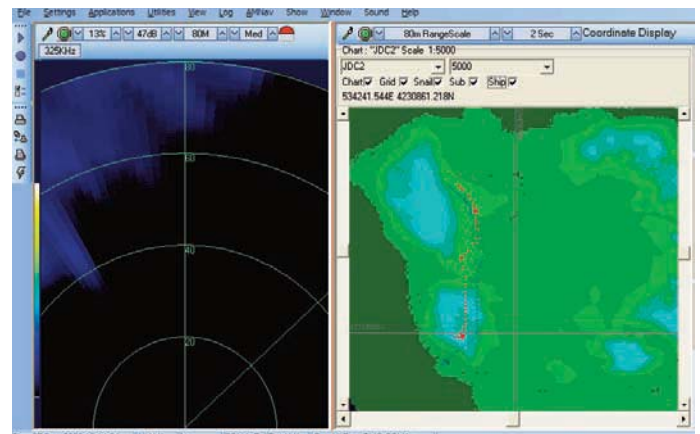 File Settings Applications Utilities View Log AMNav Show Window Sound Help
13% 47dB 80M Med
325KHz
80
60
40
20
80m RangeScale 2 Sec Coordinate Display
Chart : "JDC2" Scale 1:5000
JDC2 5000
Chart Grid Snail Sub Ship
534241.544E 4230861.218N